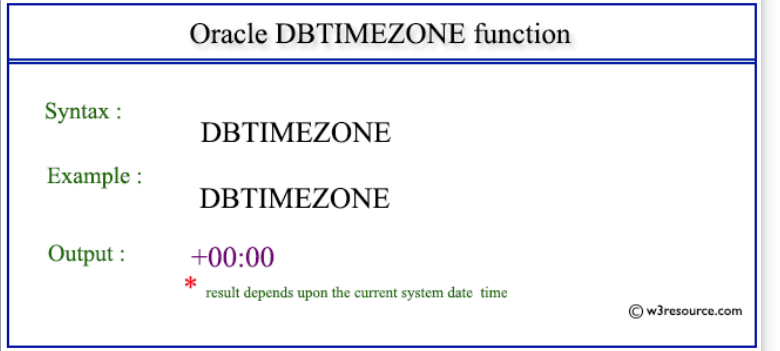 Oracle DBTIMEZONE function
Syntax :
DBTIMEZONE
Example :
DBTIMEZONE
Output :
+00:00
* result depends upon the current system date time
© w3resource.com